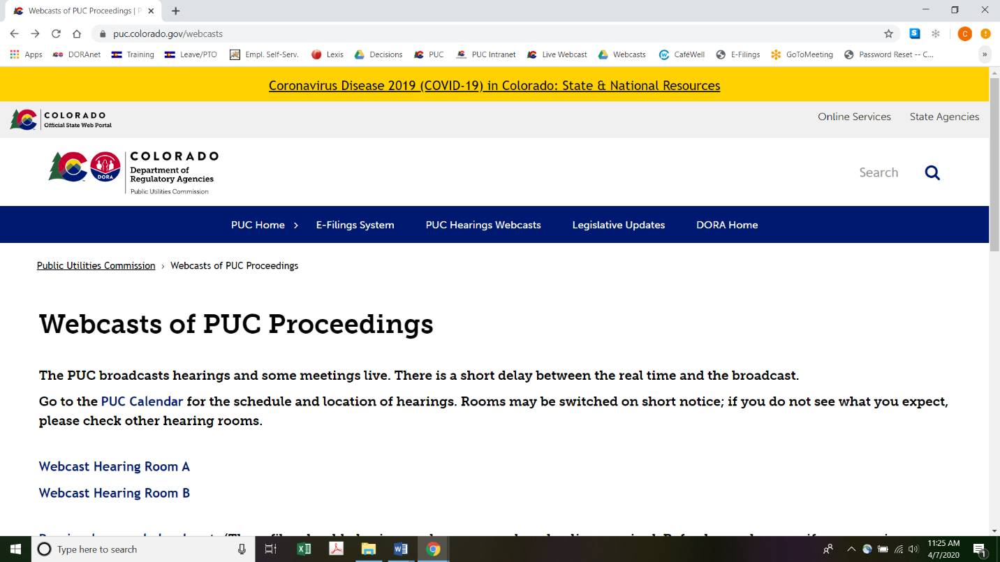 Webcasts of PUC Proceedings | P
puc.colorado.gov/webcasts
S
C
Apps DORAnet Training Leave/PTO Empl. Self-Serv. Lexis Decisions PUC PUC Intranet Live Webcast Webcasts CaféWell E-Filings GoToMeeting Password Reset -- C... »
Coronavirus Disease 2019 (COVID-19) in Colorado: State & National Resources
COLORADO
Official State Web Portal
Online Services State Agencies
COLORADO
Department of
Regulatory Agencies
Public Utilities Commission
DORA
Search
PUC Home > E-Filings System PUC Hearings Webcasts Legislative Updates DORA Home
Public Utilities Commission › Webcasts of PUC Proceedings
Webcasts of PUC Proceedings
The PUC broadcasts hearings and some meetings live. There is a short delay between the real time and the broadcast.
Go to the PUC Calendar for the schedule and location of hearings. Rooms may be switched on short notice; if you do not see what you expect,
please check other hearing rooms.
Webcast Hearing Room A
Webcast Hearing Room B
Type here to search
11:25 AM
4/7/2020
1